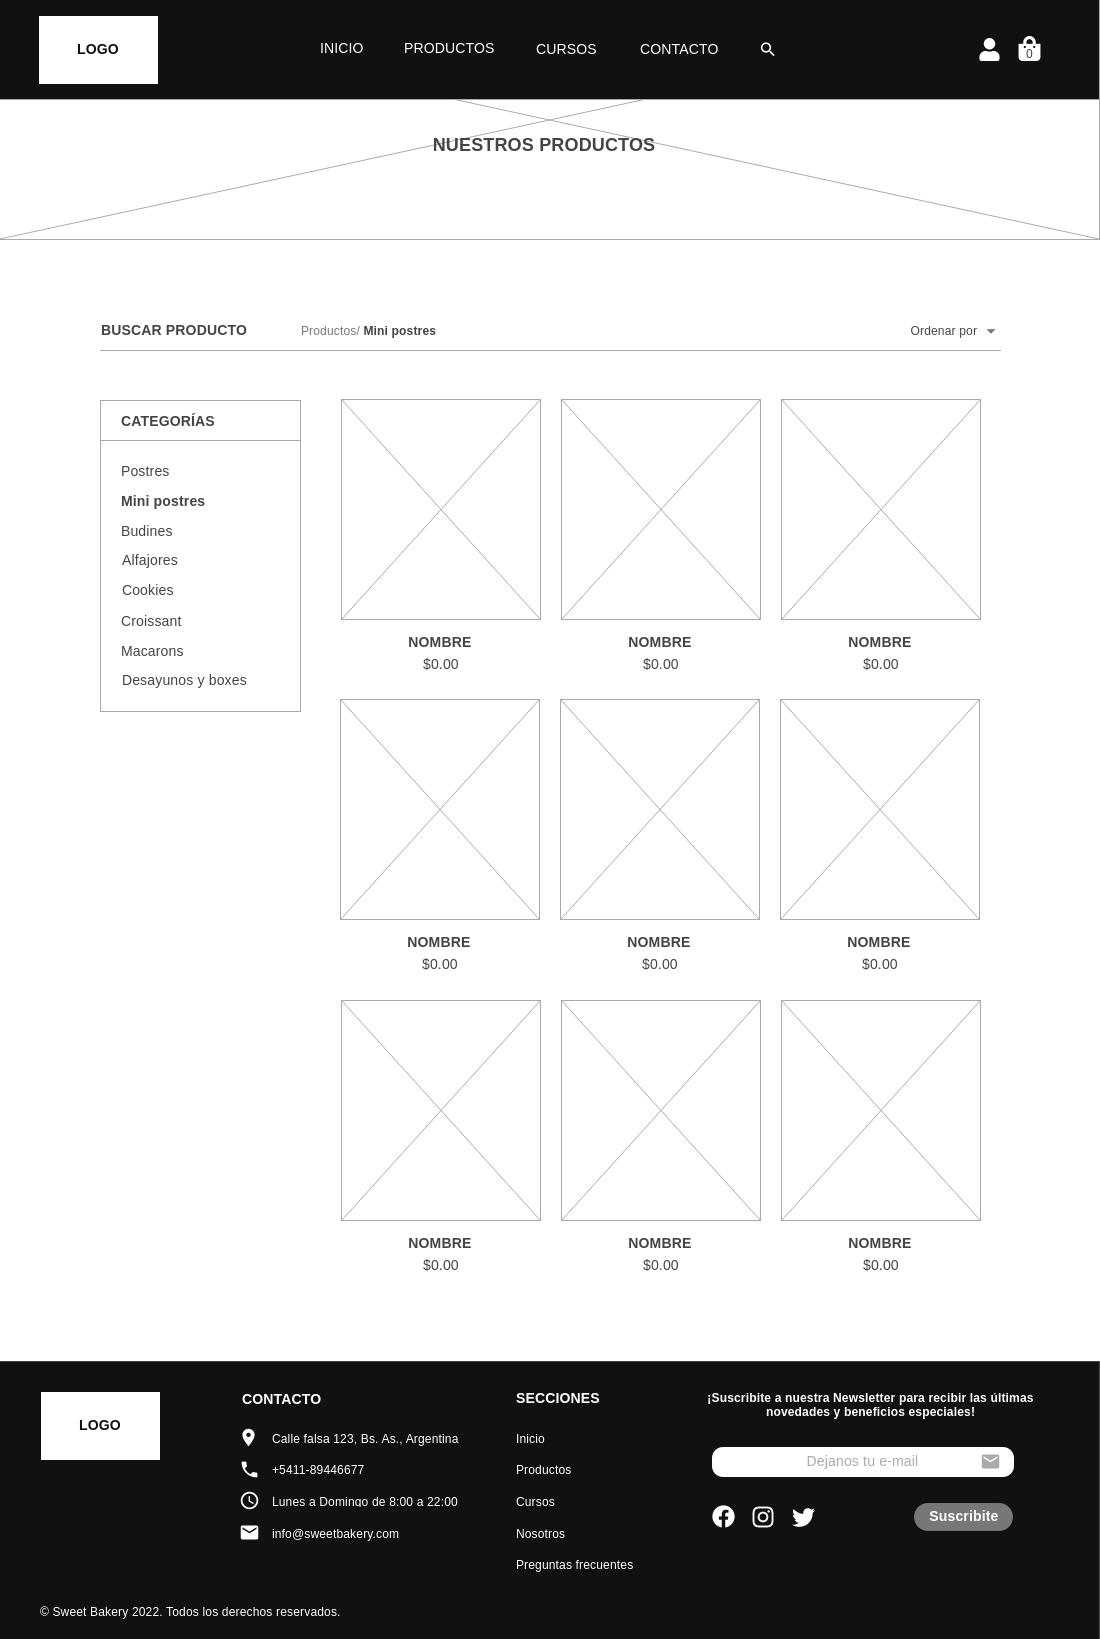 LOGO
INICIO
PRODUCTOS
CURSOS
CONTACTO
0
NUESTROS PRODUCTOS
BUSCAR PRODUCTO
Productos/ Mini postres
Ordenar por
CATEGORÍAS
Postres
Mini postres
Budines
Alfajores
Cookies
Croissant
Macarons
Desayunos y boxes
NOMBRE
$0.00
NOMBRE
$0.00
NOMBRE
$0.00
NOMBRE
$0.00
NOMBRE
$0.00
NOMBRE
$0.00
NOMBRE
$0.00
NOMBRE
$0.00
NOMBRE
$0.00
LOGO
CONTACTO
Calle falsa 123, Bs. As., Argentina
+5411-89446677
Lunes a Domingo de 8:00 a 22:00
info@sweetbakery.com
SECCIONES
Inicio
Productos
Cursos
Nosotros
Preguntas frecuentes
¡Suscribite a nuestra Newsletter para recibir las últimas
novedades y beneficios especiales!
Dejanos tu e-mail
Suscribite
© Sweet Bakery 2022. Todos los derechos reservados.